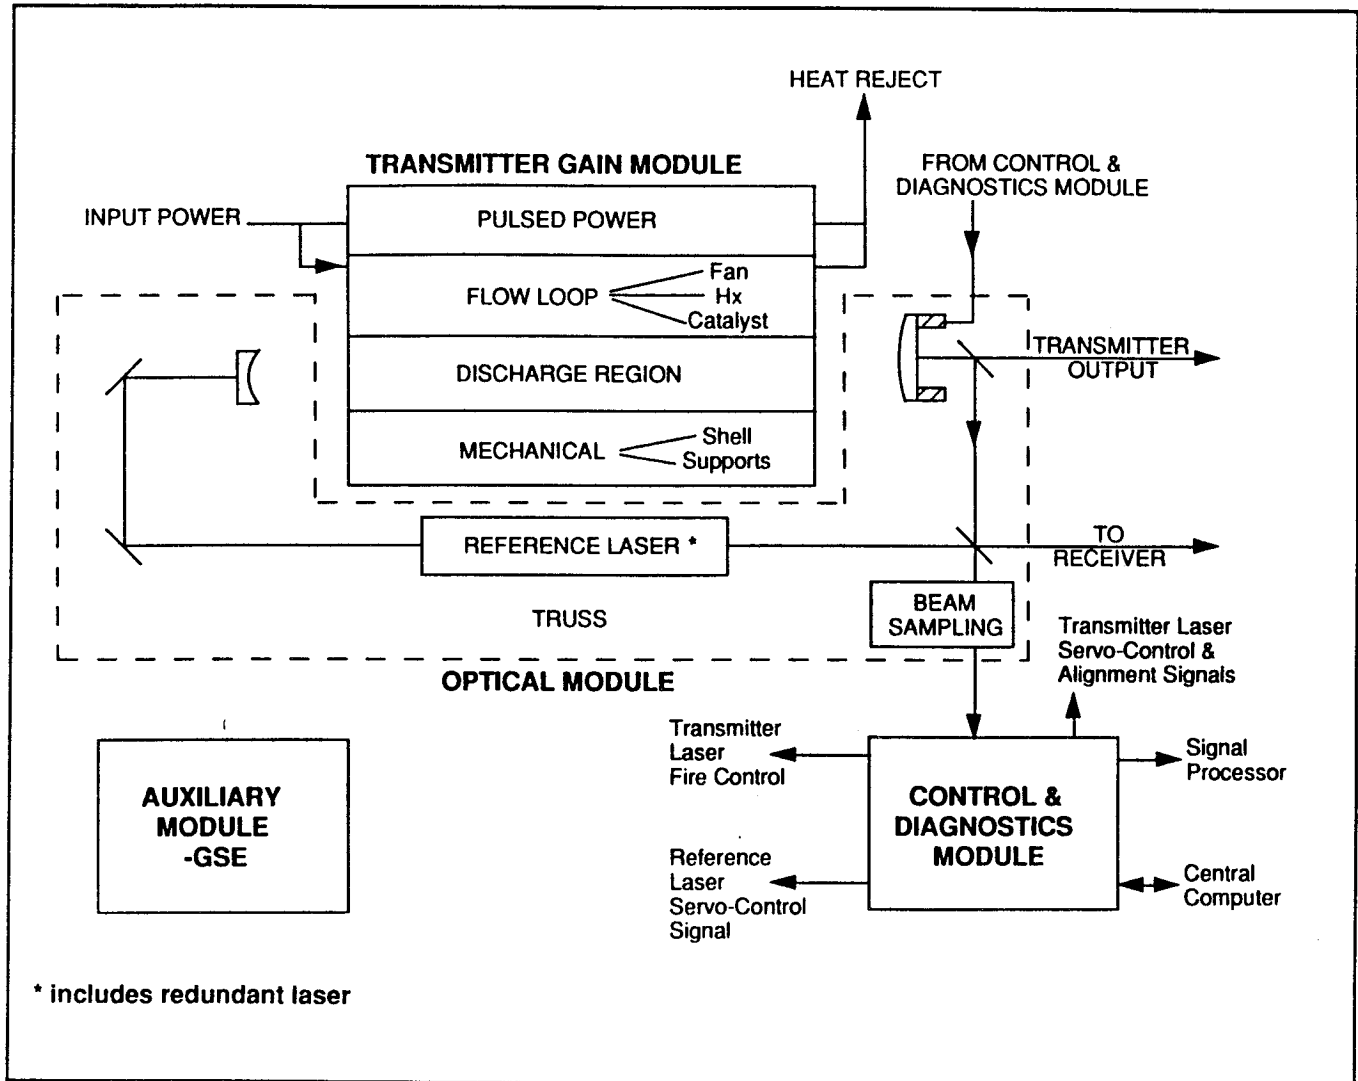 HEAT REJECT
TRANSMITTER GAIN MODULE
FROM CONTROL &
DIAGNOSTICS MODULE
INPUT POWER
PULSED POWER
FLOW LOOP
Fan
Hx
Catalyst
TRANSMITTER
OUTPUT
DISCHARGE REGION
MECHANICAL
Shell
Supports
REFERENCE LASER *
TO
RECEIVER
TRUSS
BEAM
SAMPLING
Transmitter Laser
Servo-Control &
Alignment Signals
OPTICAL MODULE
AUXILIARY
MODULE
-GSE
Transmitter
Laser
Fire Control
CONTROL &
DIAGNOSTICS
MODULE
Signal
Processor
Reference
Laser
Servo-Control
Signal
Central
Computer
* includes redundant laser